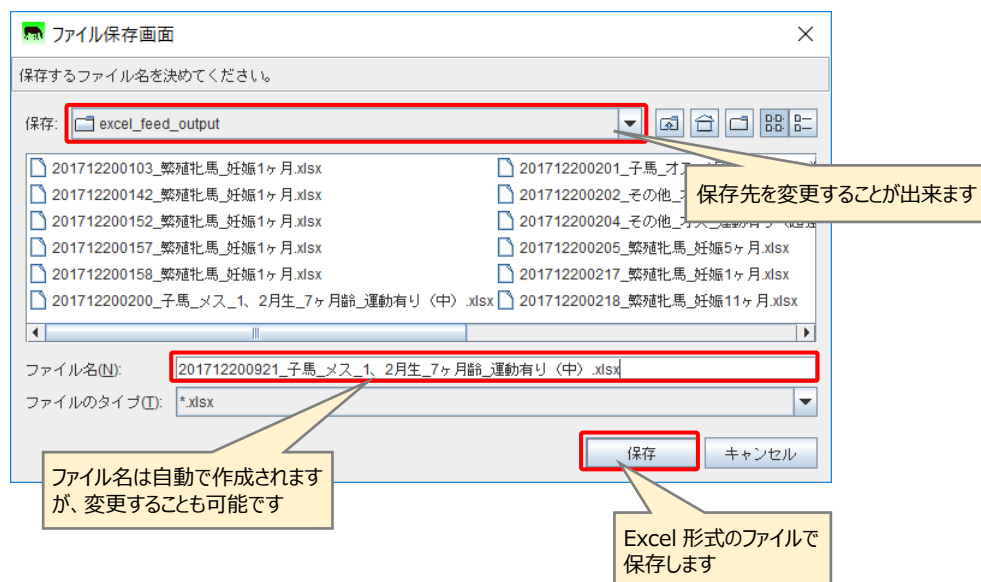 ファイル保存画面
保存するファイル名を決めてください。
保存: excel_feed_output
201712200103_繁殖牝馬_妊娠1ヶ月.xlsx
201712200142_繁殖牝馬_妊娠1ヶ月.xlsx
201712200152_繁殖牝馬_妊娠1ヶ月.xlsx
201712200157_繁殖牝馬_妊娠1ヶ月.xlsx
201712200158_繁殖牝馬_妊娠1ヶ月.xlsx
201712200200_子馬_メス_1、2月生_7ヶ月齢_運動有り（中）.xlsx
201712200201_子馬_オス
201712200202_その他_
201712200204_その他_
201712200205_繁殖牝馬_妊娠5ヶ月.xlsx
201712200217_繁殖牝馬_妊娠1ヶ月.xlsx
201712200218_繁殖牝馬_妊娠11ヶ月.xlsx
保存先を変更することが出来ます
ファイル名(N): 201712200921_子馬_メス_1、2月生_7ヶ月齢_運動有り（中）.xlsx
ファイルのタイプ(T): *.xlsx
保存 キャンセル
ファイル名は自動で作成されます
が、変更することも可能です
Excel 形式のファイルで
保存します